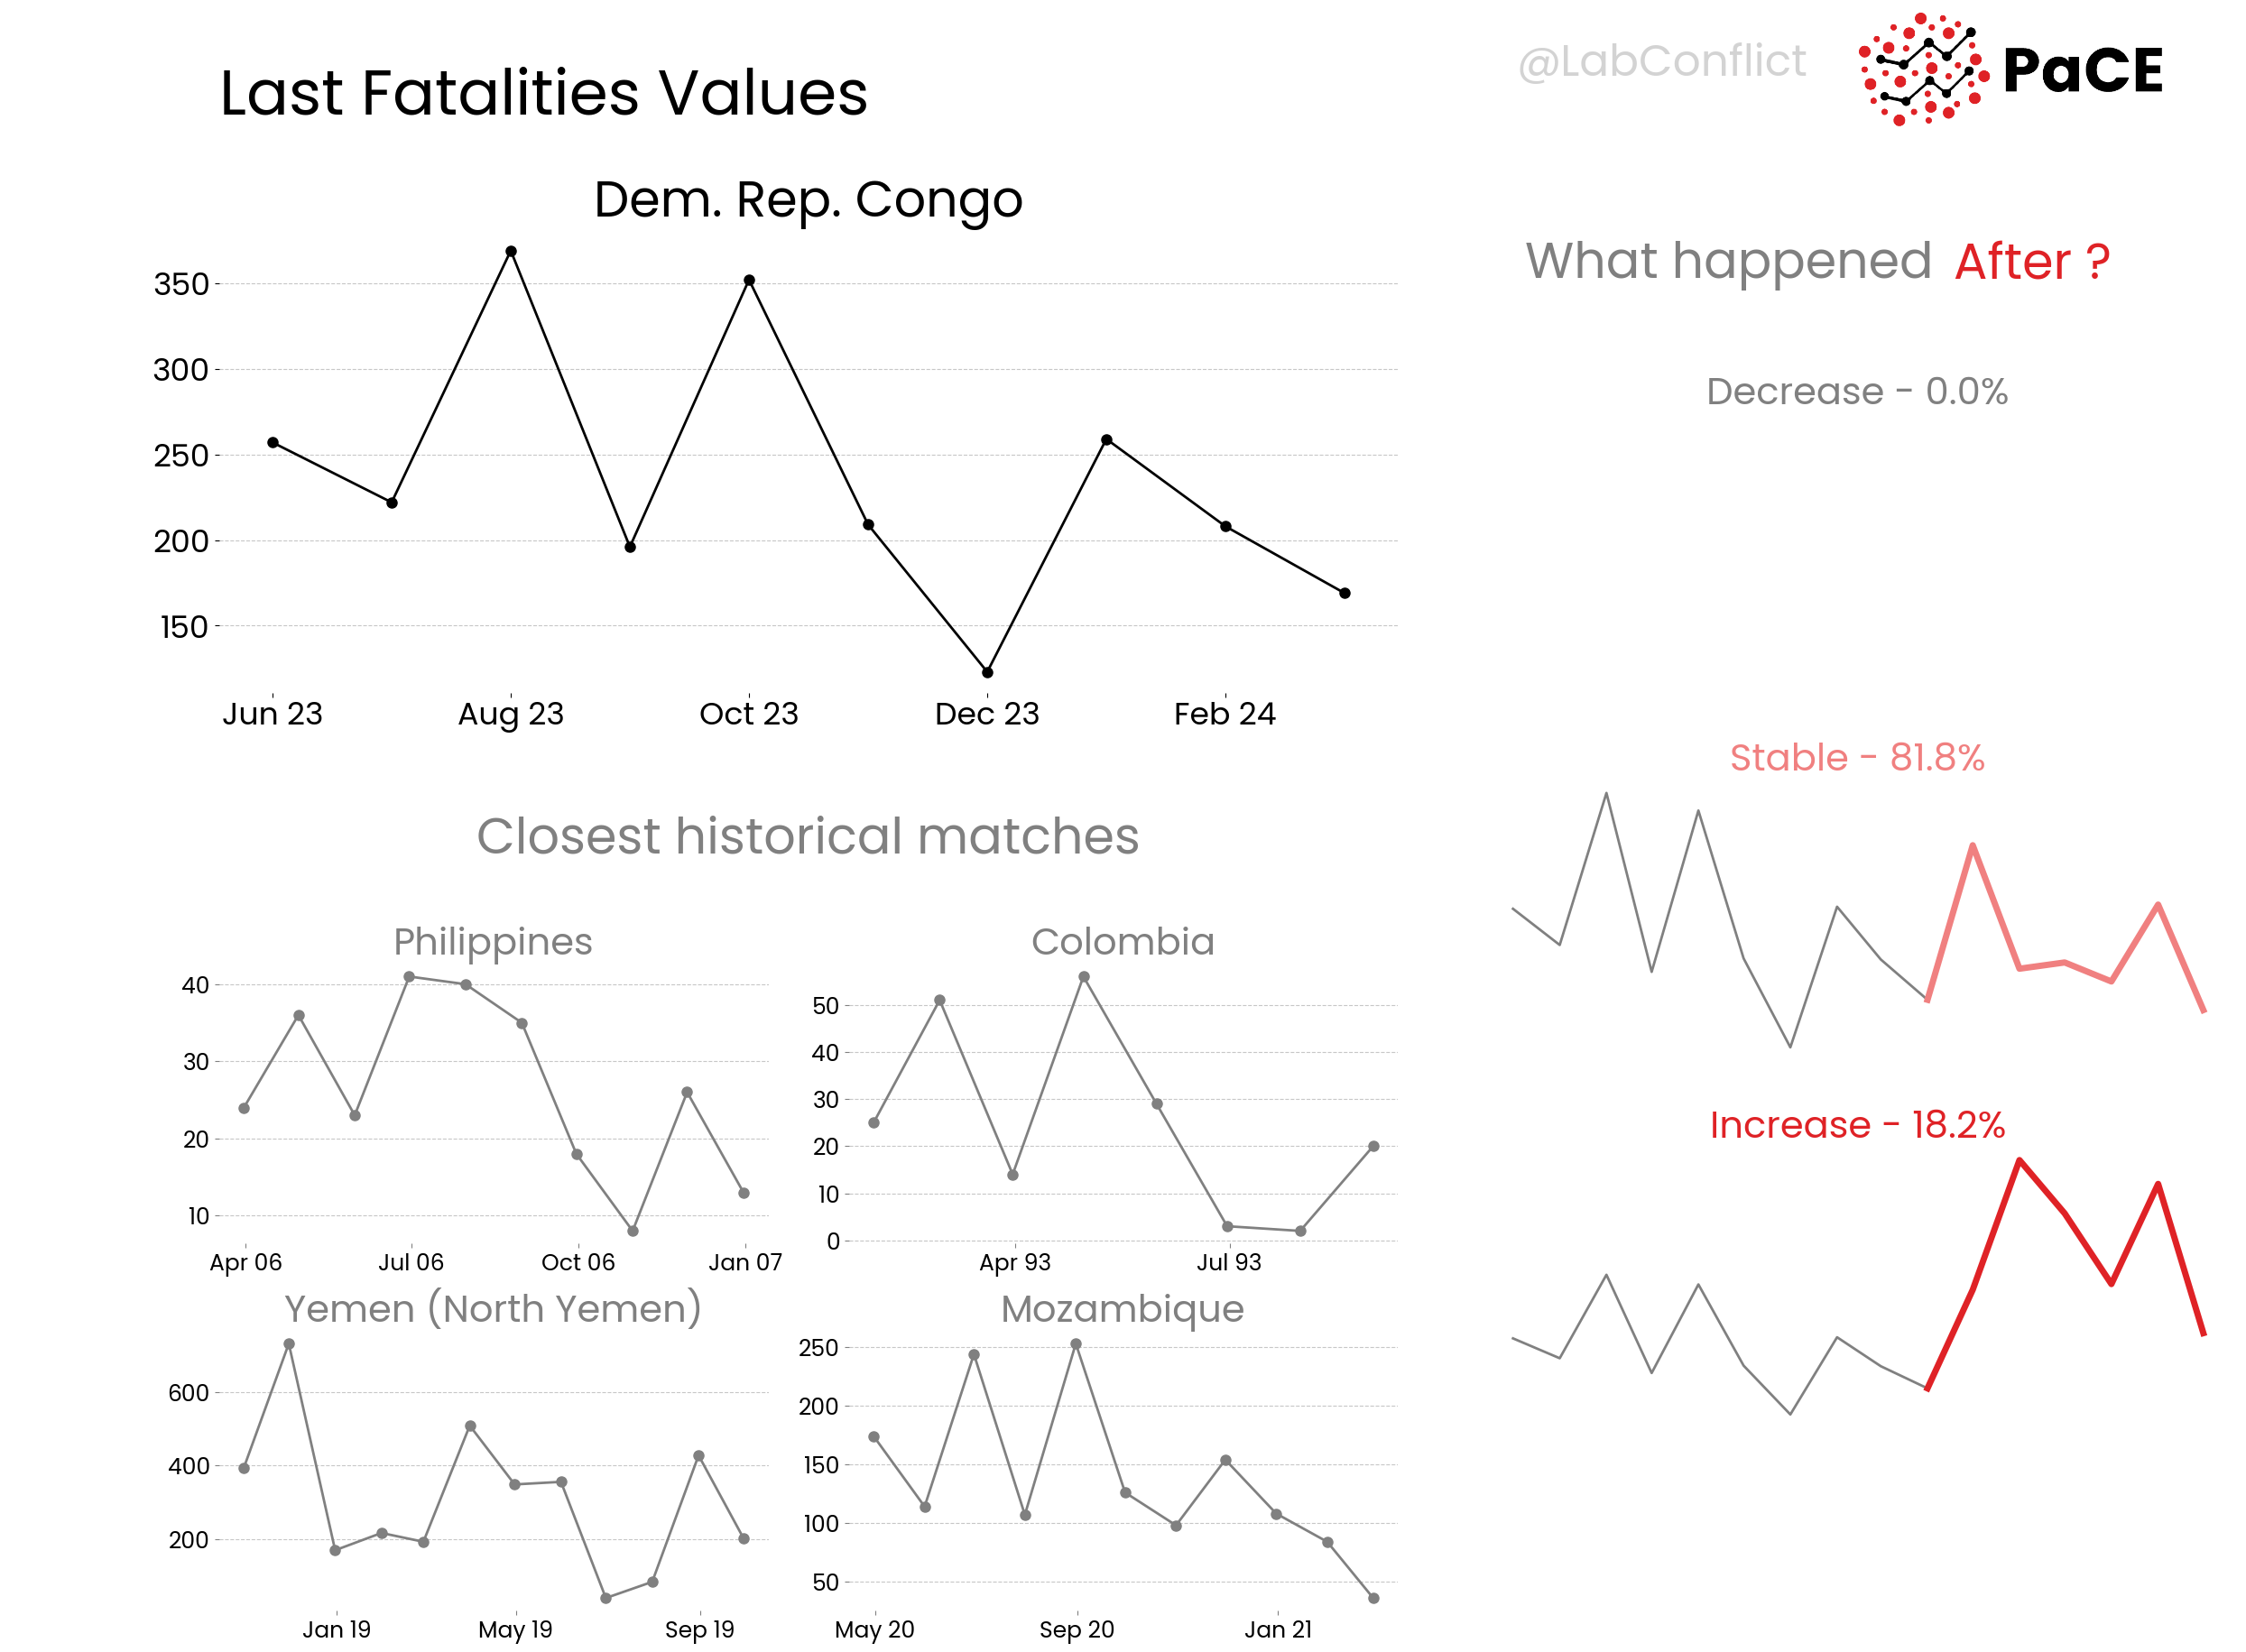 @LabConflict
PaCE
Last Fatalities Values
Dem. Rep. Congo
350
300
250
200
150
Jun 23 Aug 23 Oct 23 Dec 23 Feb 24
What happened After ?
Decrease - 0.0%
Stable - 81.8%
Increase - 18.2%
Closest historical matches
Philippines
40
30
20
10
Apr 06 Jul 06 Oct 06 Jan 07
Colombia
50
40
30
20
10
0
Apr 93 Jul 93
Yemen (North Yemen)
600
400
200
Jan 19 May 19 Sep 19
Mozambique
250
200
150
100
50
May 20 Sep 20 Jan 21